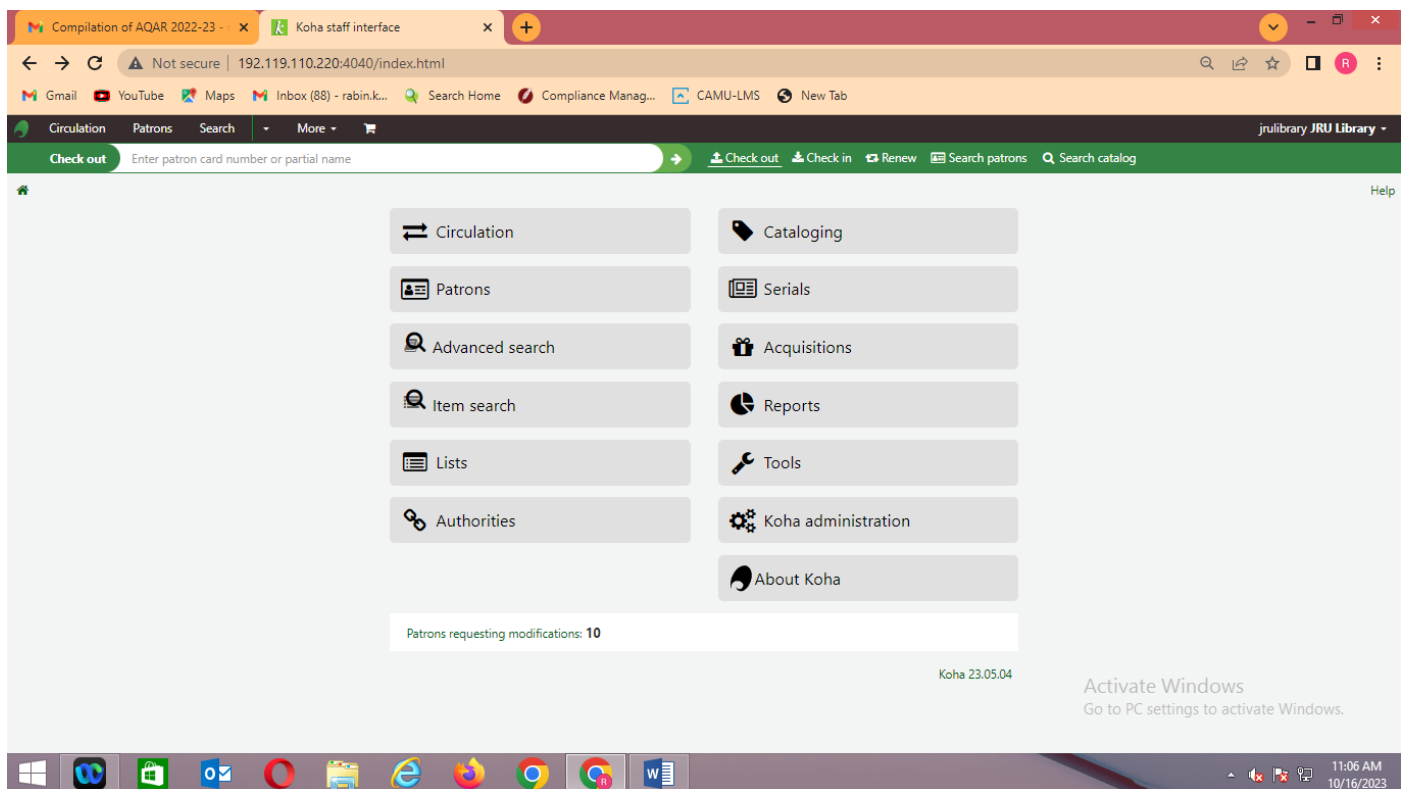 Compilation of AQAR 2022-23 -
Koha staff interface
Not secure | 192.119.110.220:4040/index.html
R
Gmail YouTube Maps Inbox (88) - rabin.k... Search Home Compliance Manag... CAMU-LMS New Tab
Circulation Patrons Search More jrulibrary JRU Library
Check out Enter patron card number or partial name Check out Check in Renew Search patrons Search catalog
Help
Circulation Cataloging
Patrons Serials
Advanced search Acquisitions
Item search Reports
Lists Tools
Authorities Koha administration
About Koha
Patrons requesting modifications: 10
Koha 23.05.04
Activate Windows
Go to PC settings to activate Windows.
11:06 AM
10/16/2023